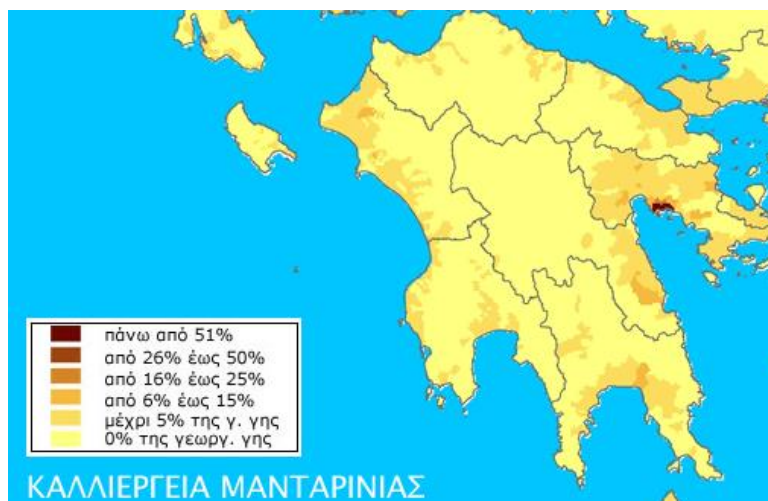 πάνω από 51%
από 26% έως 50%
από 16% έως 25%
από 6% έως 15%
μέχρι 5% της γ. γης
0% της γεωργ. γης
ΚΑΛΛΙΕΡΓΕΙΑ ΜΑΝΤΑΡΙΝΙΑΣ